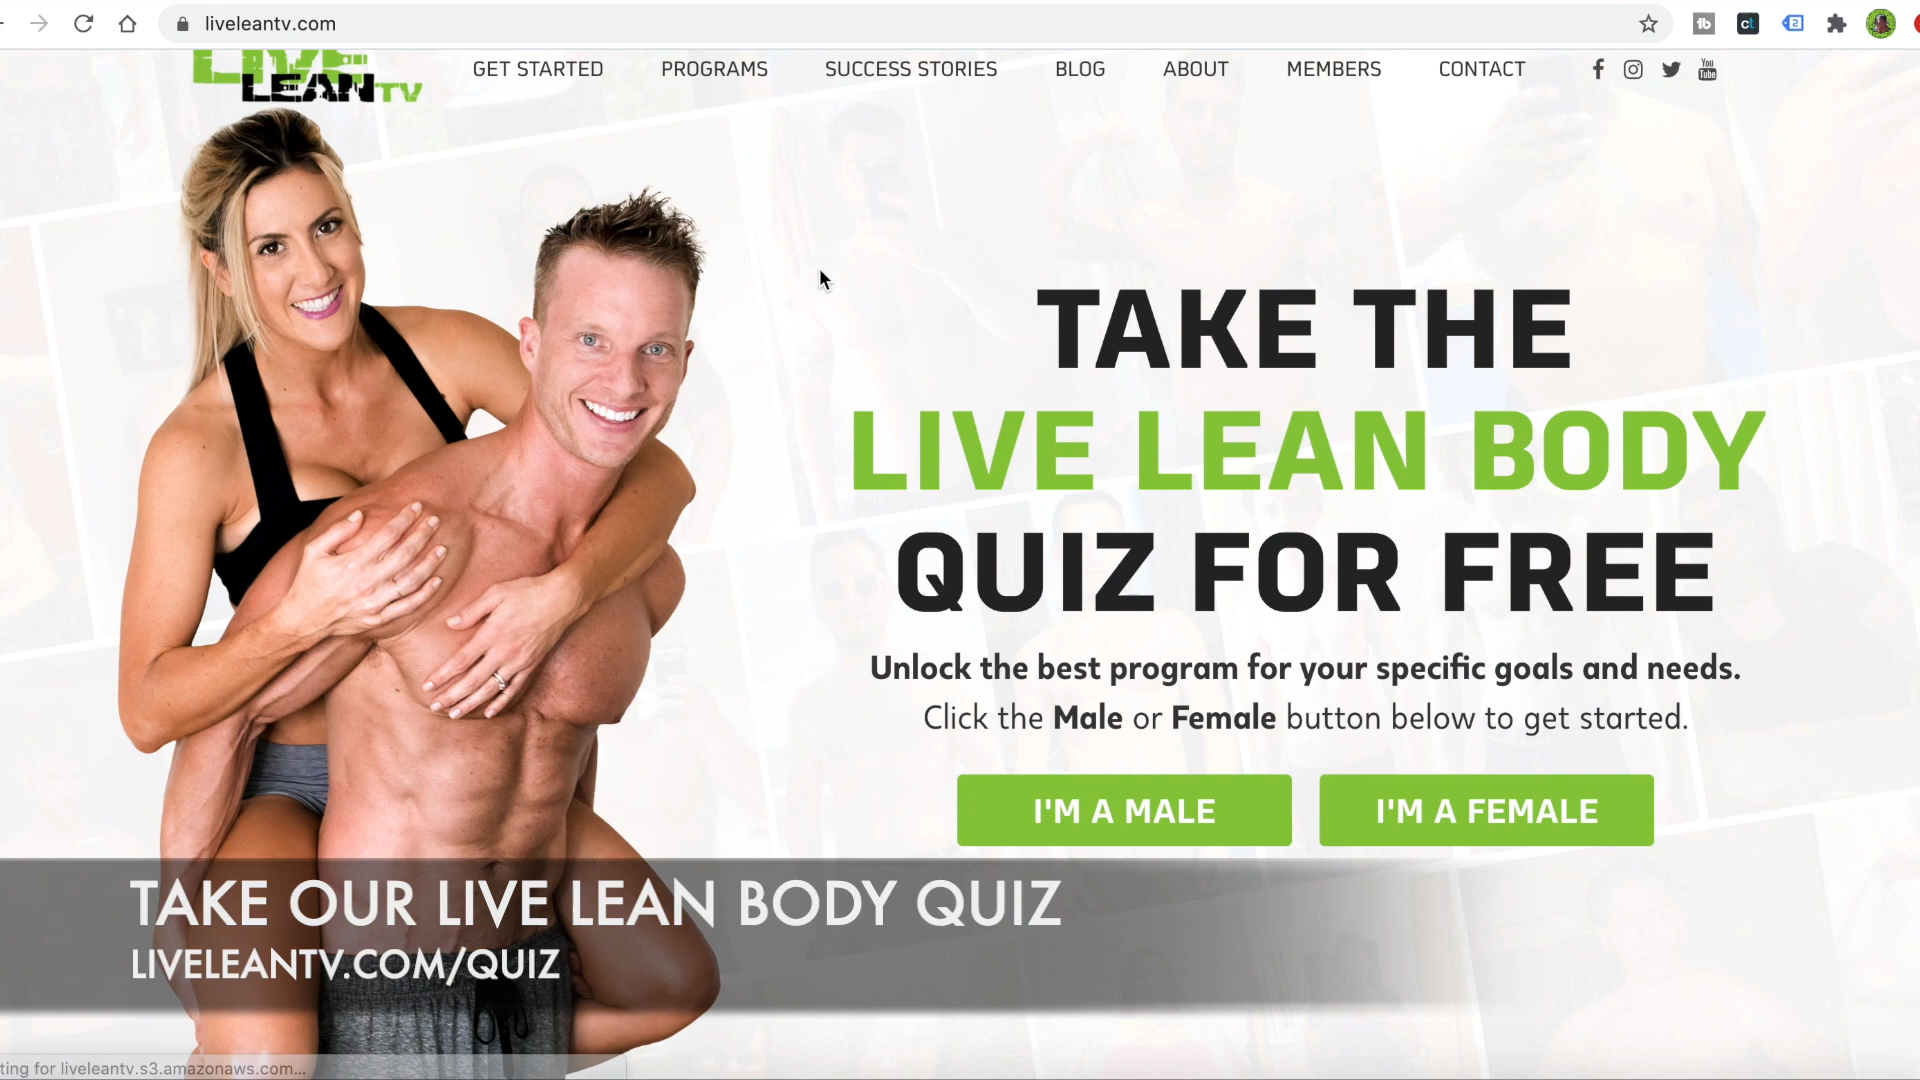 liveleantv.com
LIVE
LEANTV
GET STARTED PROGRAMS SUCCESS STORIES BLOG ABOUT MEMBERS CONTACT
You
Tube
TAKE THE
LIVE LEAN BODY
QUIZ FOR FREE
Unlock the best program for your specific goals and needs.
Click the Male or Female button below to get started.
I'M A MALE I'M A FEMALE
TAKE OUR LIVE LEAN BODY QUIZ
LIVELEANTV.COM/QUIZ
ting for liveleantv.s3.amazonaws.com...